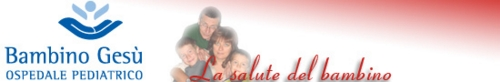 Bambino Gesù
OSPEDALE PEDIATRICO
La salute del bambino